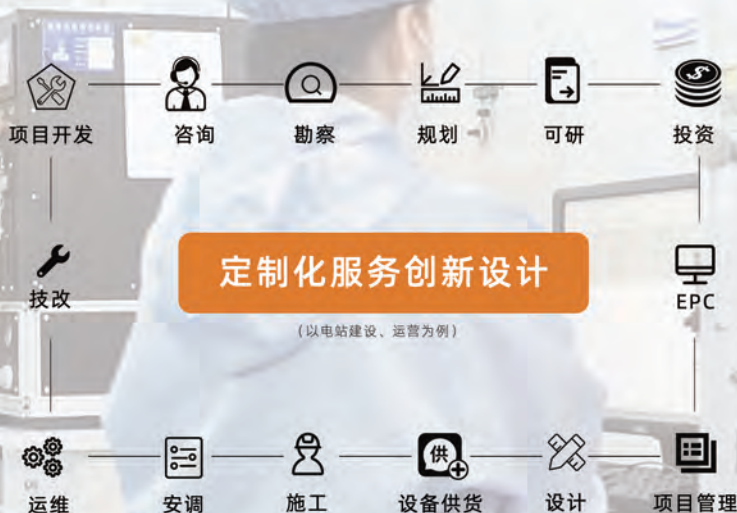 项目开发
咨询
勘察
规划
可研
投资
定制化服务创新设计
技改
EPC
(以电站建设、运营为例)
供
运维
安调
施工
设备供货
设计
项目管理